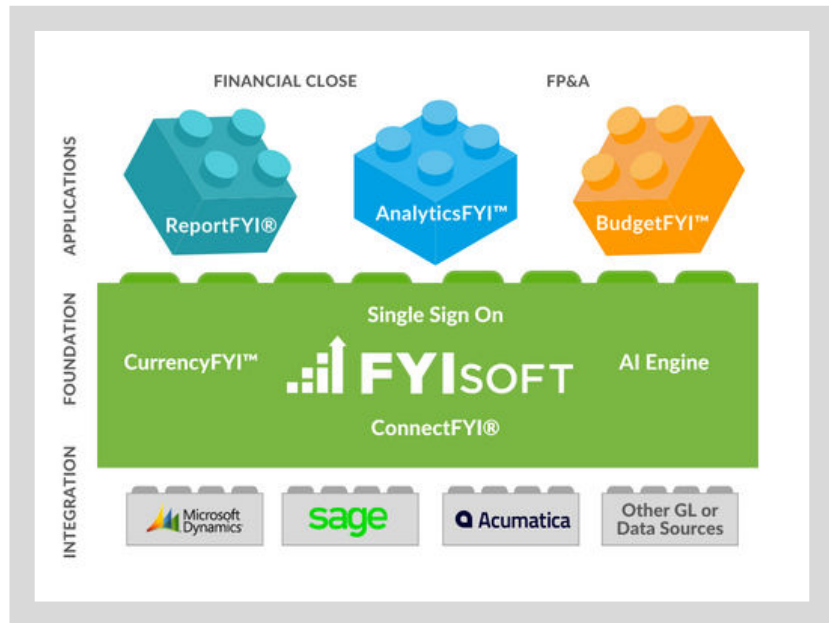 FINANCIAL CLOSE
FP&A
APPLICATIONS
ReportFYI®
AnalyticsFYI™
BudgetFYI™
FOUNDATION
Single Sign On
CurrencyFYI™
FYISOFT
AI Engine
ConnectFYI®
INTEGRATION
Microsoft
Dynamics
sage
Acumatica
Other GL or
Data Sources